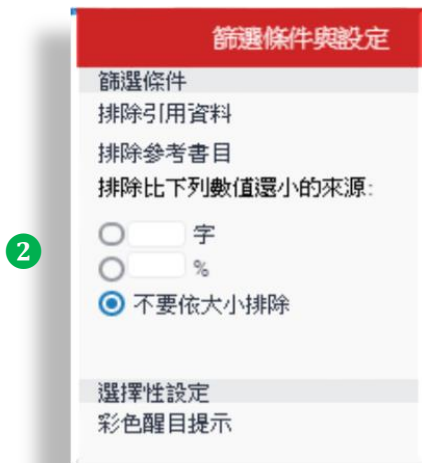 篩選條件與設定
篩選條件
排除引用資料
排除參考書目
排除比下列數值還小的來源:
字
%
不要依大小排除
2
選擇性設定
彩色醒目提示